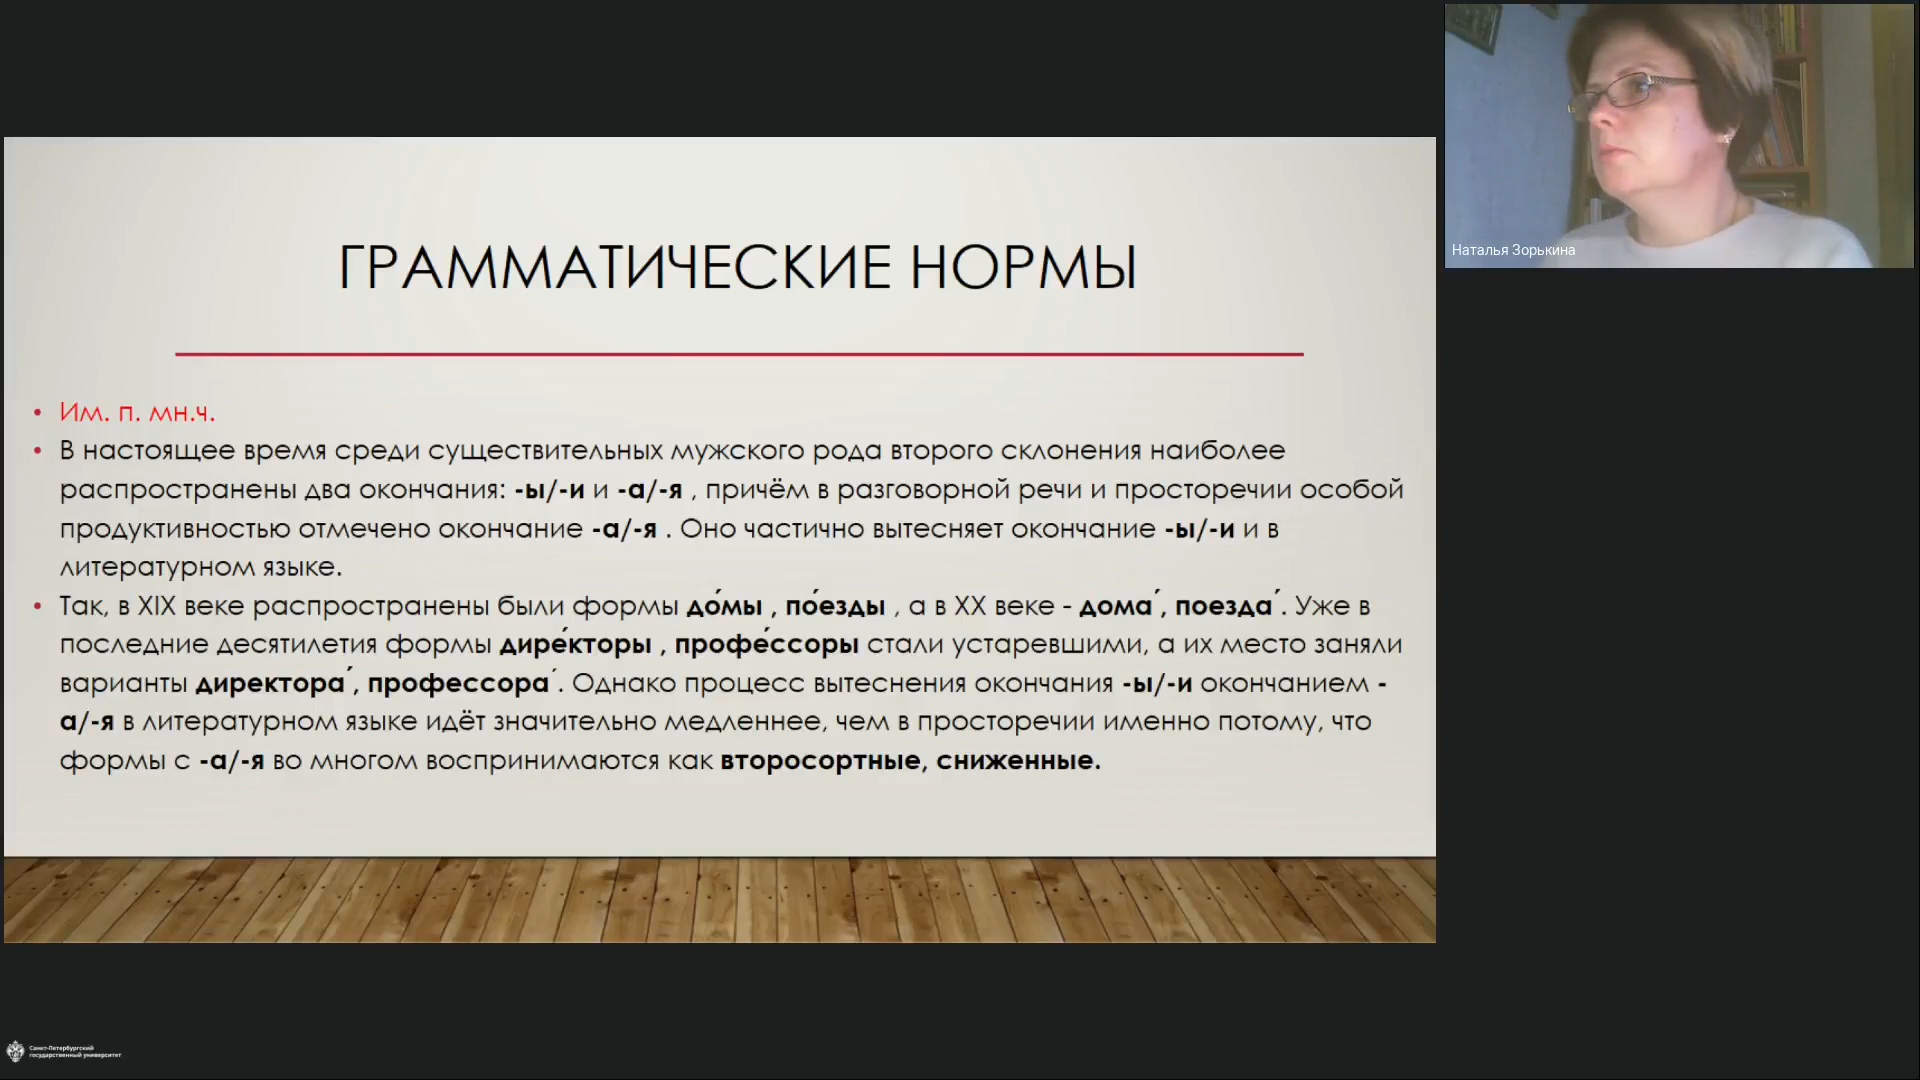 Наталья Зорькина
ГРАММАТИЧЕСКИЕ НОРМЫ
• Им. п. мн.ч.
• В настоящее время среди существительных мужского рода второго склонения наиболее
распространены два окончания: -ы/-и и -а/-я , причём в разговорной речи и просторечии особой
продуктивностью отмечено окончание -а/-я . Оно частично вытесняет окончание -ы/-и и в
литературном языке.
• Так, в XIX веке распространены были формы до́мы , по́езды , а в XX веке - дома´, поезда´. Уже в
последние десятилетия формы дире́кторы , профе́ссоры стали устаревшими, а их место заняли
варианты директора´, профессора´. Однако процесс вытеснения окончания -ы/-и окончанием -
а/-я в литературном языке идёт значительно медленнее, чем в просторечии именно потому, что
формы с -а/-я во многом воспринимаются как второсортные, сниженные.
Санкт-Петербургский
государственный университет